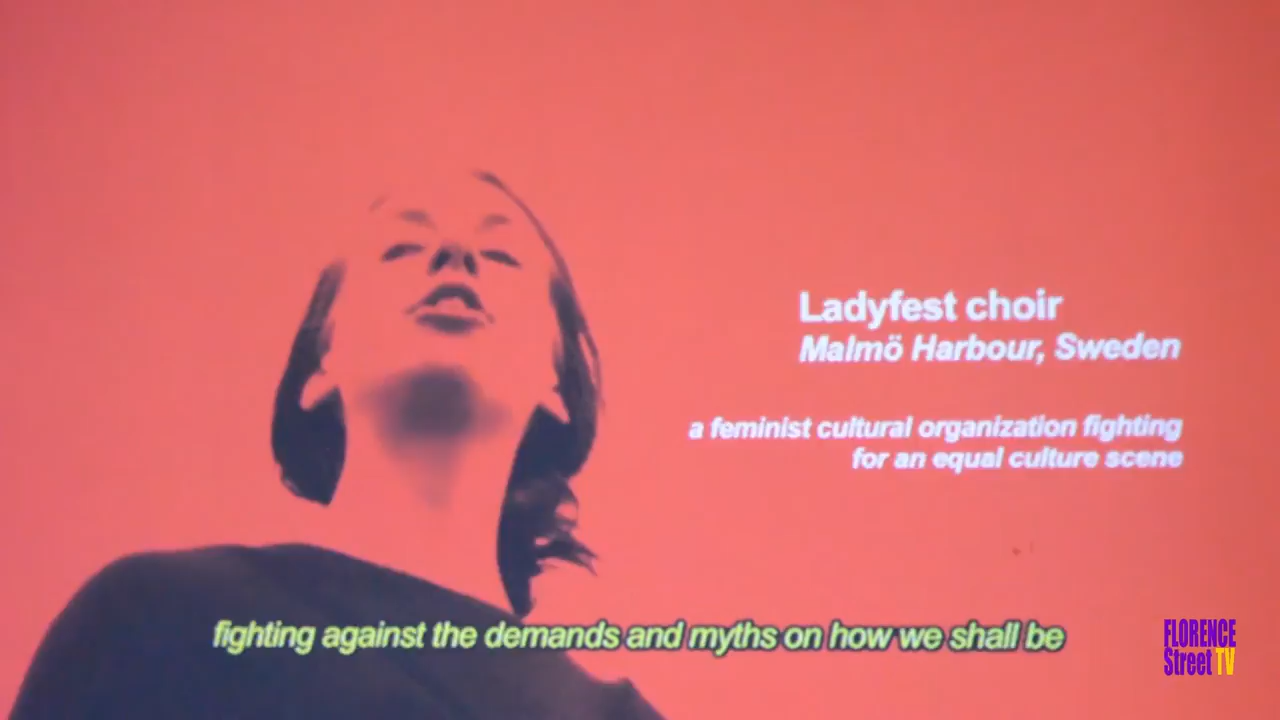 Ladyfest choir
Malmö Harbour, Sweden
a feminist cultural organization fighting
for an equal culture scene
fighting against the demands and myths on how we shall be
FLORENCE
Street TV